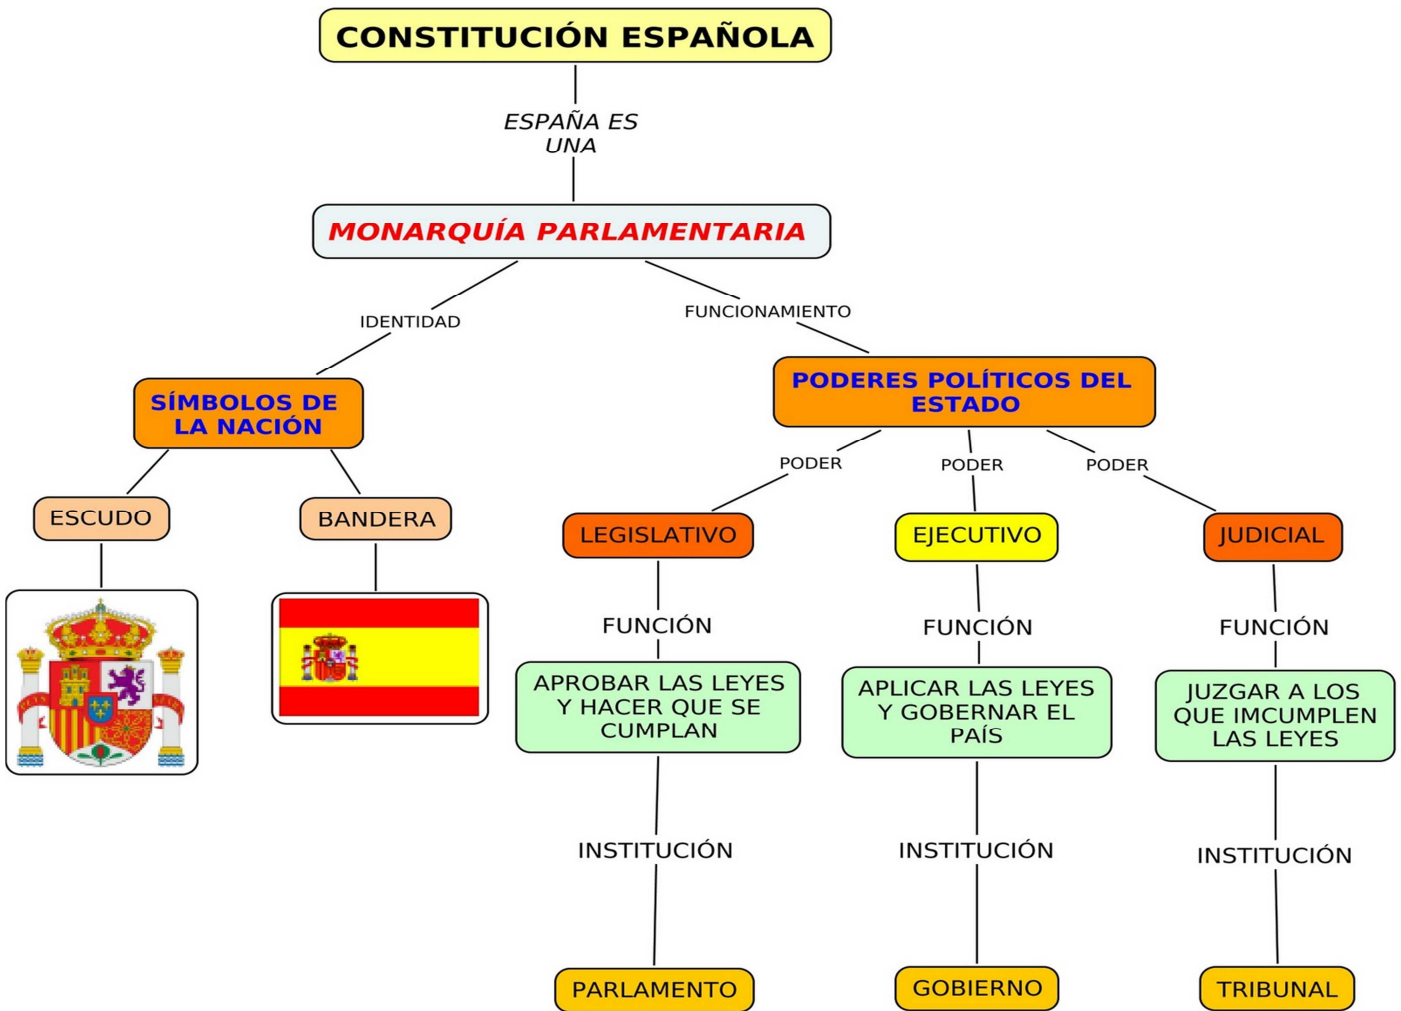 CONSTITUCIÓN ESPAÑOLA
ESPAÑA ES
UNA
MONARQUÍA PARLAMENTARIA
IDENTIDAD
FUNCIONAMIENTO
SÍMBOLOS DE
LA NACIÓN
PODERES POLÍTICOS DEL
ESTADO
PODER
PODER
PODER
ESCUDO
BANDERA
LEGISLATIVO
EJECUTIVO
JUDICIAL
FUNCIÓN
FUNCIÓN
FUNCIÓN
APROBAR LAS LEYES
Y HACER QUE SE
CUMPLAN
APLICAR LAS LEYES
Y GOBERNAR EL
PAÍS
JUZGAR A LOS
QUE IMCUMPLEN
LAS LEYES
INSTITUCIÓN
INSTITUCIÓN
INSTITUCIÓN
PARLAMENTO
GOBIERNO
TRIBUNAL